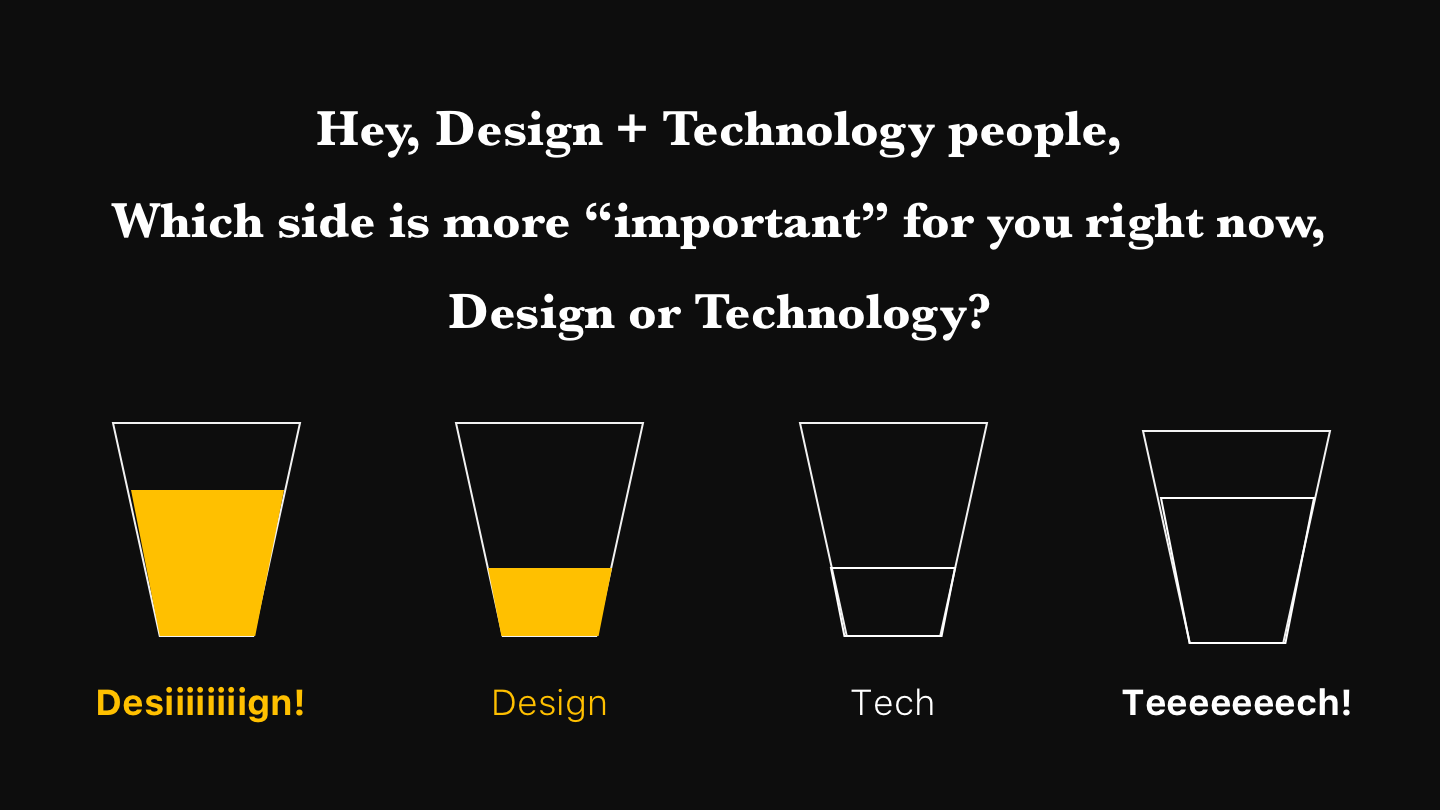 Hey, Design + Technology people,
Which side is more “important” for you right now,
Design or Technology?
Desiiiiiiiign!
Design
Tech
Teeeeeeech!